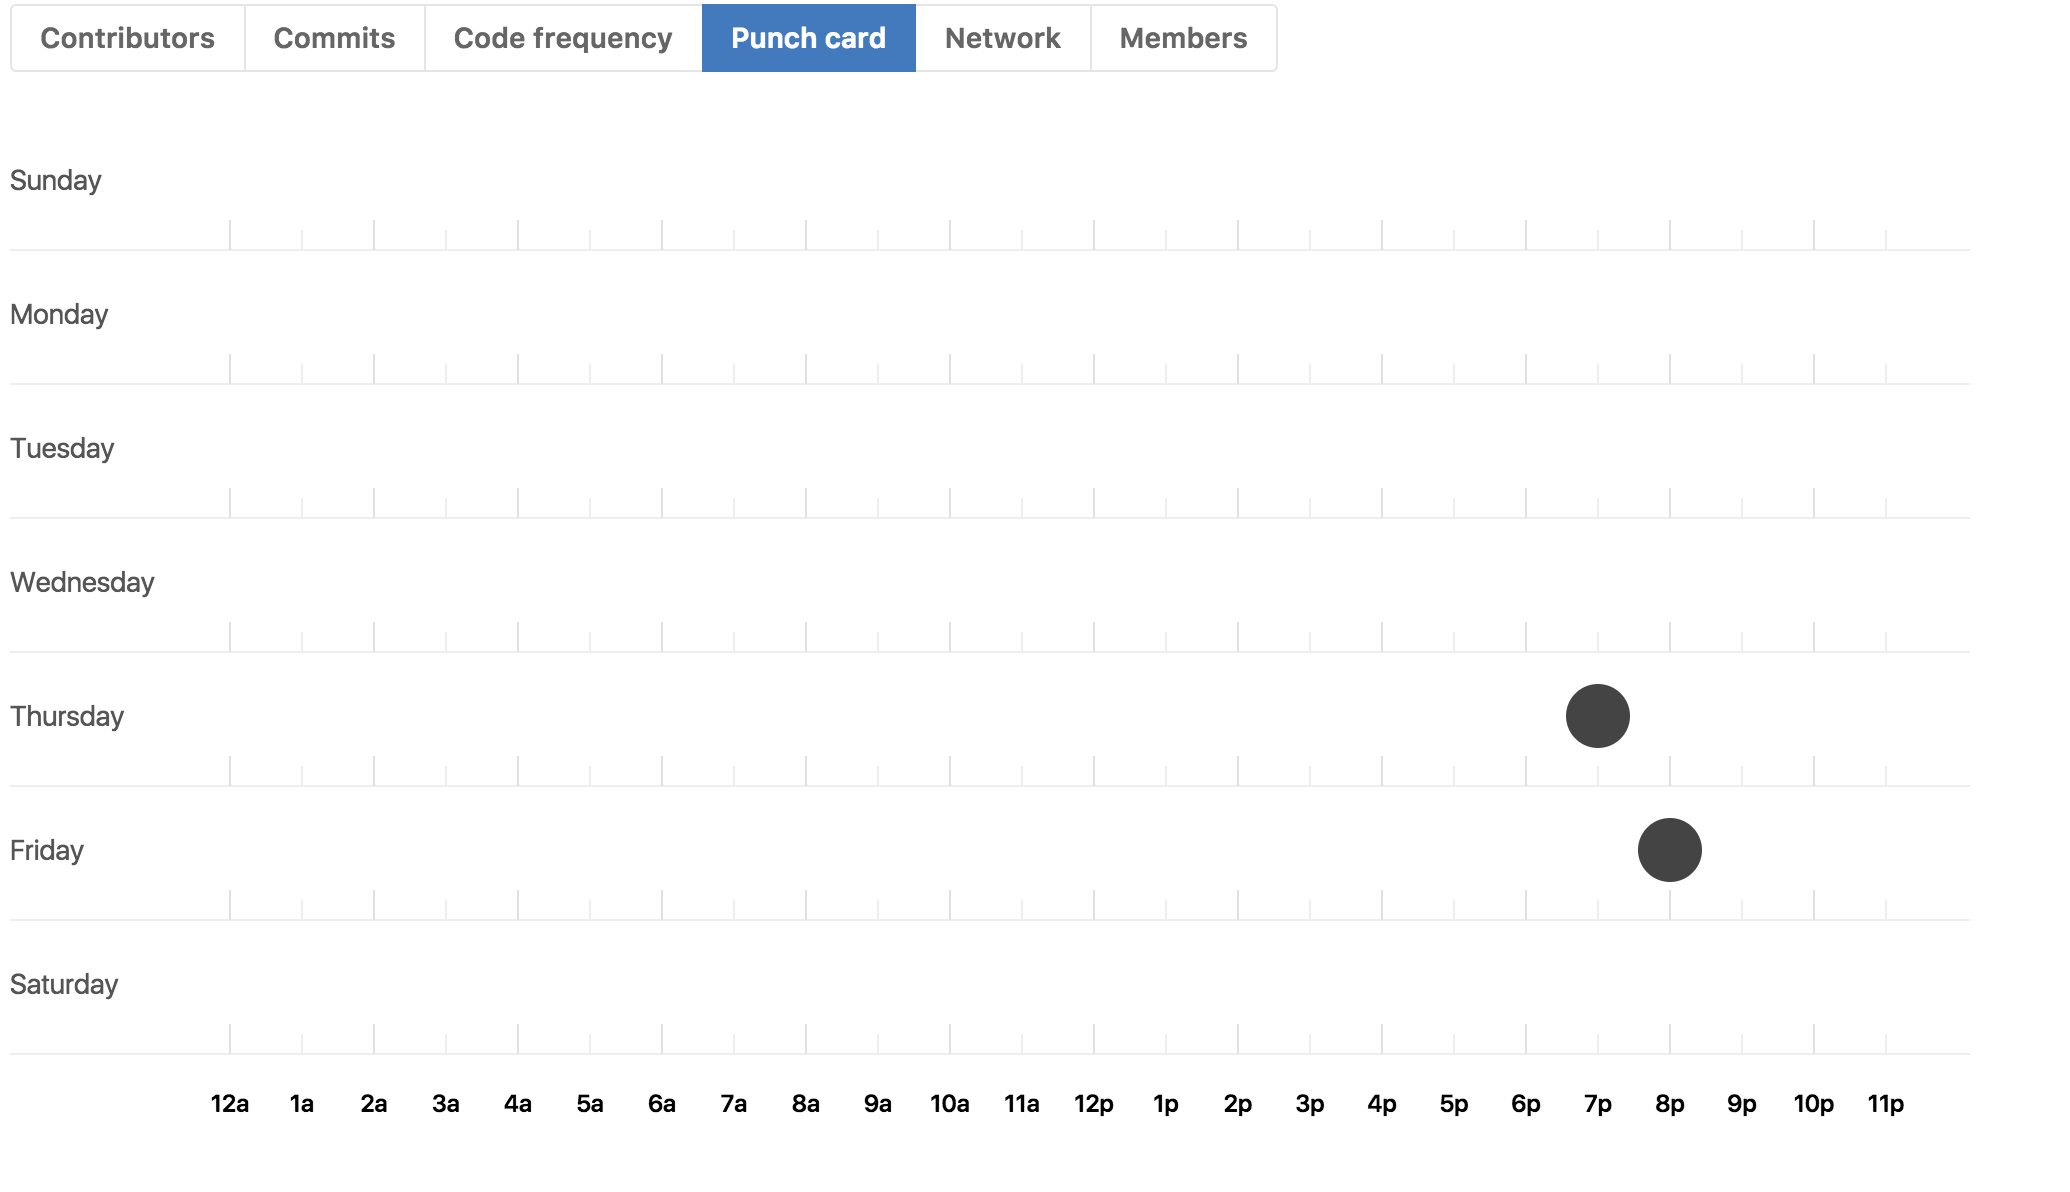 Contributors Commits Code frequency Punch card Network Members
Sunday
Monday
Tuesday
Wednesday
Thursday
Friday
Saturday
12a 1a 2a 3a 4a 5a 6a 7a 8a 9a 10a 11a 12p 1p 2p 3p 4p 5p 6p 7p 8p 9p 10p 11p